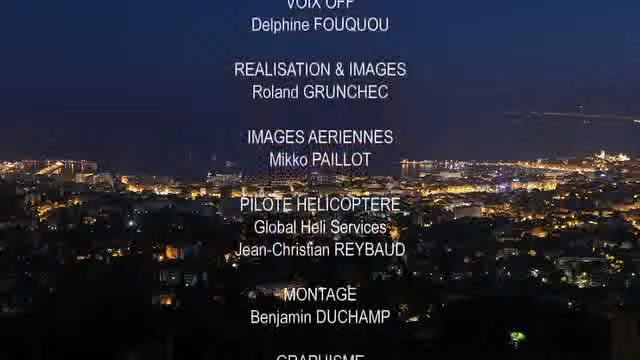 VOIX OFF
Delphine FOUQUOU
REALISATION & IMAGES
Roland GRUNCHEC
IMAGES AERIENNES
Mikko PAILLOT
PILOTE HELICOPTERE
Global Heli Services
Jean-Christian REYBAUD
MONTAGE
Benjamin DUCHAMP
GRAPHISME